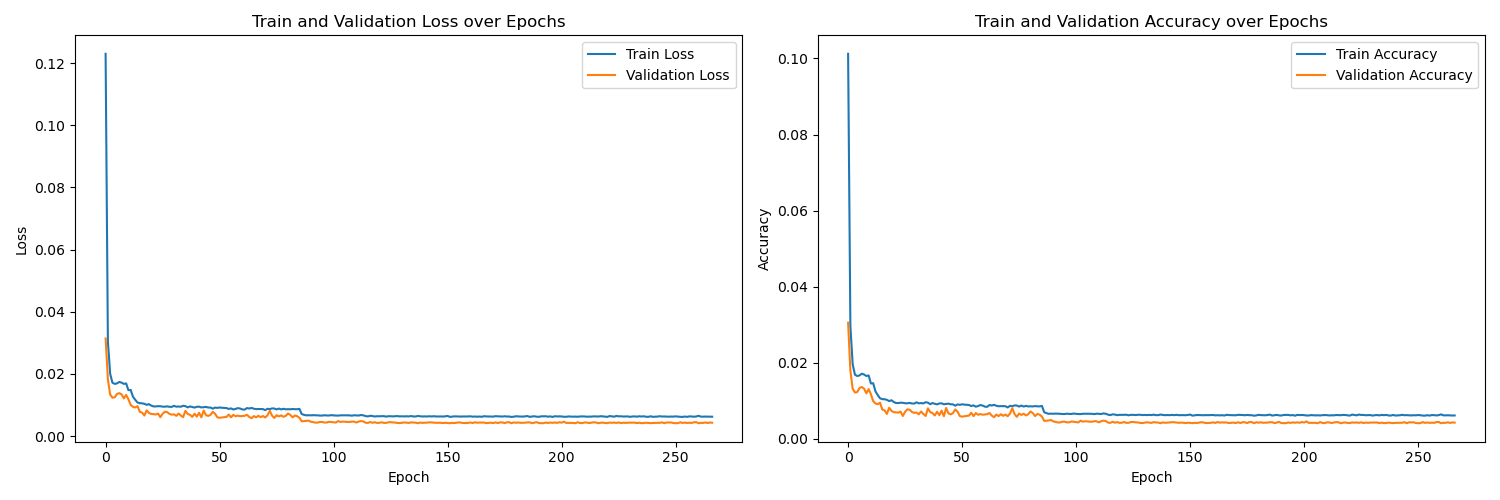 Train and Validation Loss over Epochs
Train Loss
Validation Loss
Loss
0.12
0.10
0.08
0.06
0.04
0.02
0.00
0 50 100 150 200 250
Epoch
Train and Validation Accuracy over Epochs
Train Accuracy
Validation Accuracy
Accuracy
0.10
0.08
0.06
0.04
0.02
0.00
0 50 100 150 200 250
Epoch